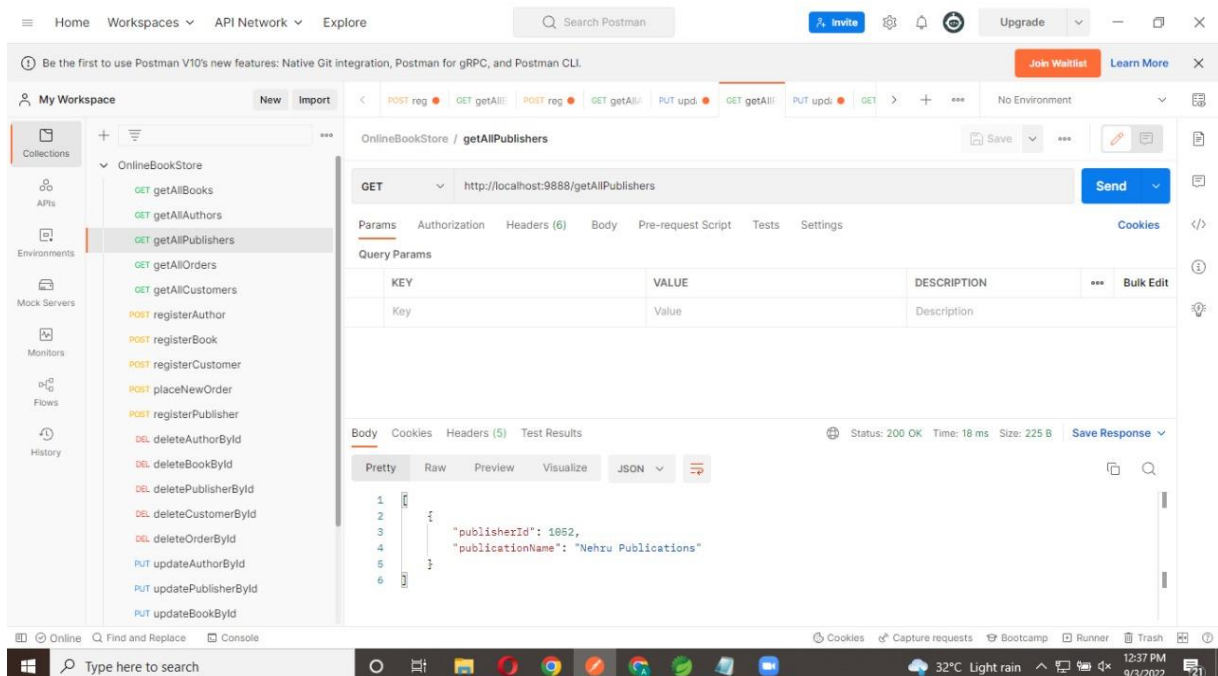 Home Workspaces API Network Explore Search Postman Invite Upgrade
Be the first to use Postman V10's new features: Native Git integration, Postman for gRPC, and Postman CLI. Join Waitlist Learn More
My Workspace New Import
POST reg GET getAllE POST reg GET getAllA PUT upd GET getAllF PUT upd GET No Environment
Collections
APIs
Environments
Mock Servers
Monitors
Flows
History
OnlineBookStore
GET getAllBooks
GET getAllAuthors
GET getAllPublishers
GET getAllOrders
GET getAllCustomers
POST registerAuthor
POST registerBook
POST registerCustomer
POST placeNewOrder
POST registerPublisher
DEL deleteAuthorById
DEL deleteBookById
DEL deletePublisherById
DEL deleteCustomerById
DEL deleteOrderById
PUT updateAuthorById
PUT updatePublisherById
PUT updateBookById
OnlineBookStore / getAllPublishers Save
GET http://localhost:9888/getAllPublishers Send
Params Authorization Headers (6) Body Pre-request Script Tests Settings Cookies
Query Params
KEY VALUE DESCRIPTION Bulk Edit
Key Value Description
Body Cookies Headers (5) Test Results Status: 200 OK Time: 18 ms Size: 225 B Save Response
Pretty Raw Preview Visualize JSON
1 [
2 {
3 "publisherId": 1052,
4 "publicationName": "Nehru Publications"
5 }
6 ]
Online Find and Replace Console Cookies Capture requests Bootcamp Runner Trash
Type here to search 32°C Light rain 12:37 PM
9/3/2022 21